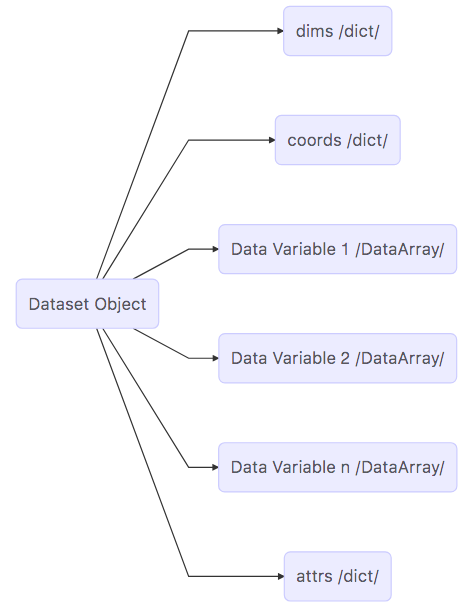 dims /dict/
coords /dict/
Data Variable 1 /DataArray/
Dataset Object
Data Variable 2 /DataArray/
Data Variable n /DataArray/
attrs /dict/